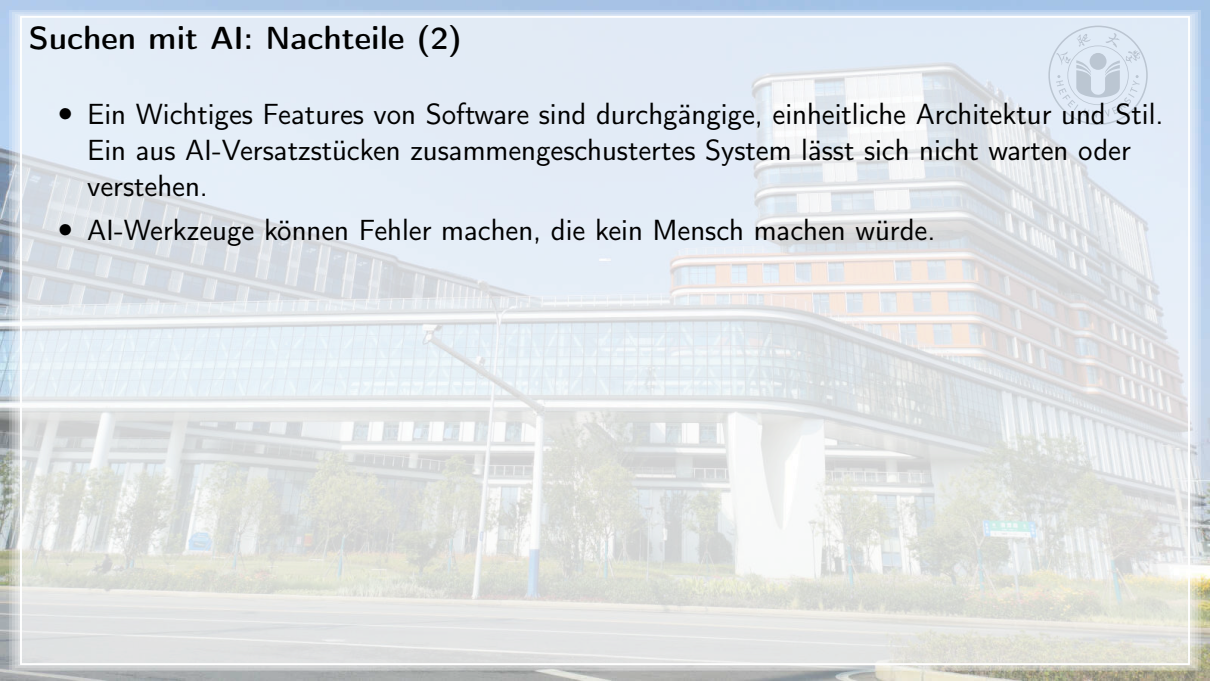 Suchen mit AI: Nachteile (2)
• Ein Wichtiges Features von Software sind durchgängige, einheitliche Architektur und Stil.
Ein aus AI-Versatzstücken zusammengeschustertes System lässt sich nicht warten oder
verstehen.
• AI-Werkzeuge können Fehler machen, die kein Mensch machen würde.